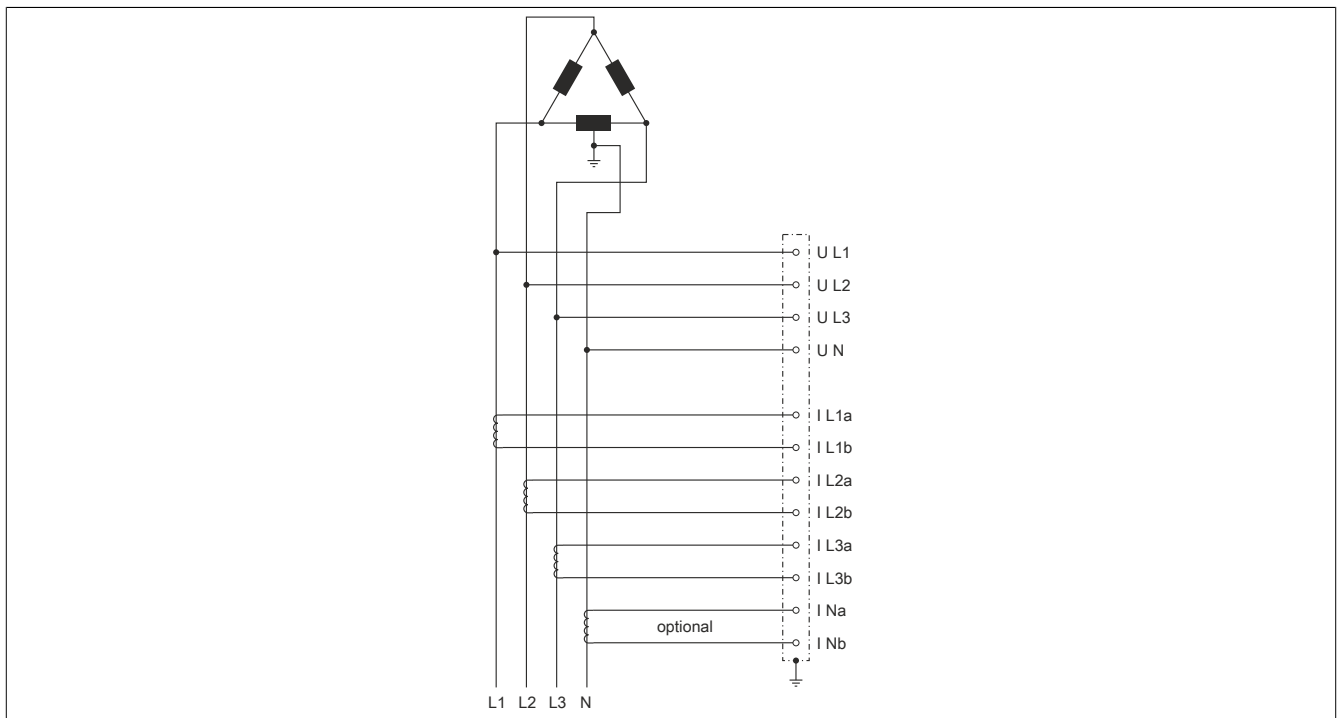 U L1
U L2
U L3
U N
I L1a
I L1b
I L2a
I L2b
I L3a
I L3b
I Na
optional
I Nb
L1 L2 L3 N